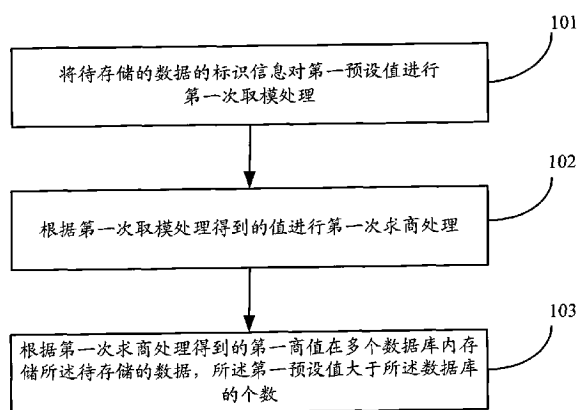 101
将待存储的数据的标识信息对第一预设值进行
第一次取模处理
102
根据第一次取模处理得到的值进行第一次求商处理
103
根据第一次求商处理得到的第一商值在多个数据库内存
储所述待存储的数据，所述第一预设值大于所述数据库
的个数